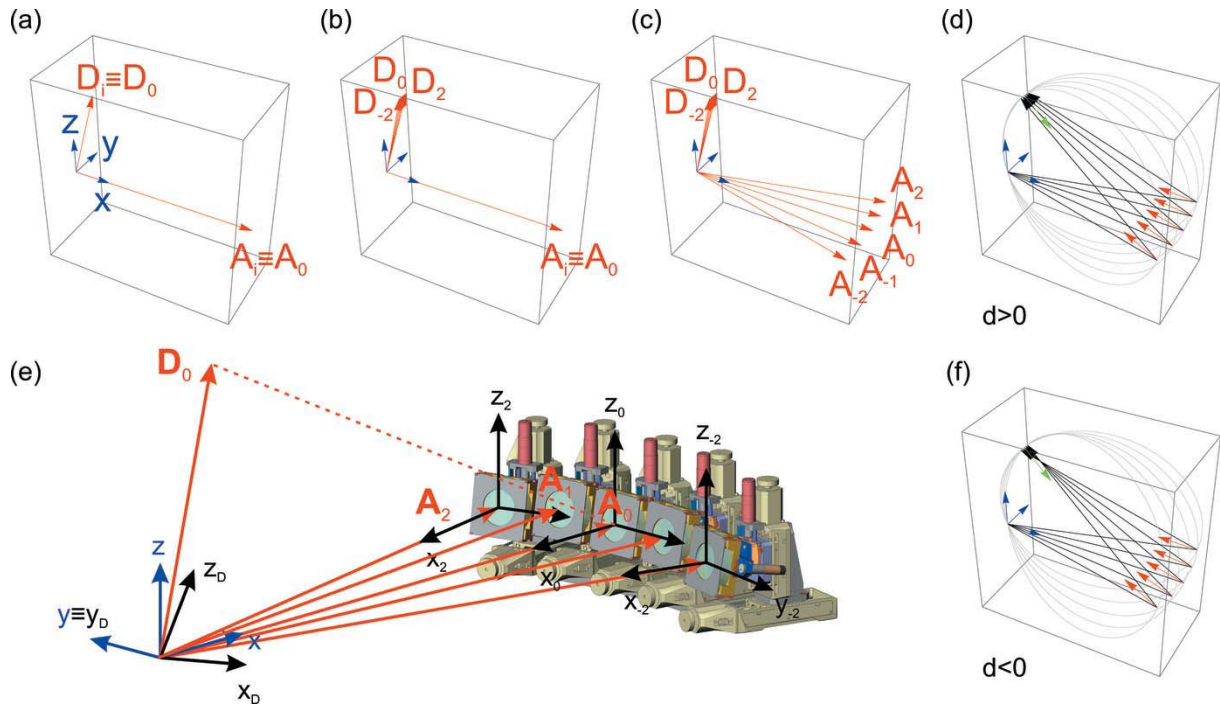 (a)
D_i≡D_0
z
y
x
A_i≡A_0
(b)
D_0
D_2
D_-2
A_i≡A_0
(c)
D_0
D_2
D_-2
A_2
A_1
A_0
A_-1
A_-2
(d)
d>0
(e)
D_0
z_2
z_0
z_-2
A_2
A_1
A_0
x_2
x_0
x_-2
y_-2
z
z_D
y≡y_D
x
x_D
(f)
d<0